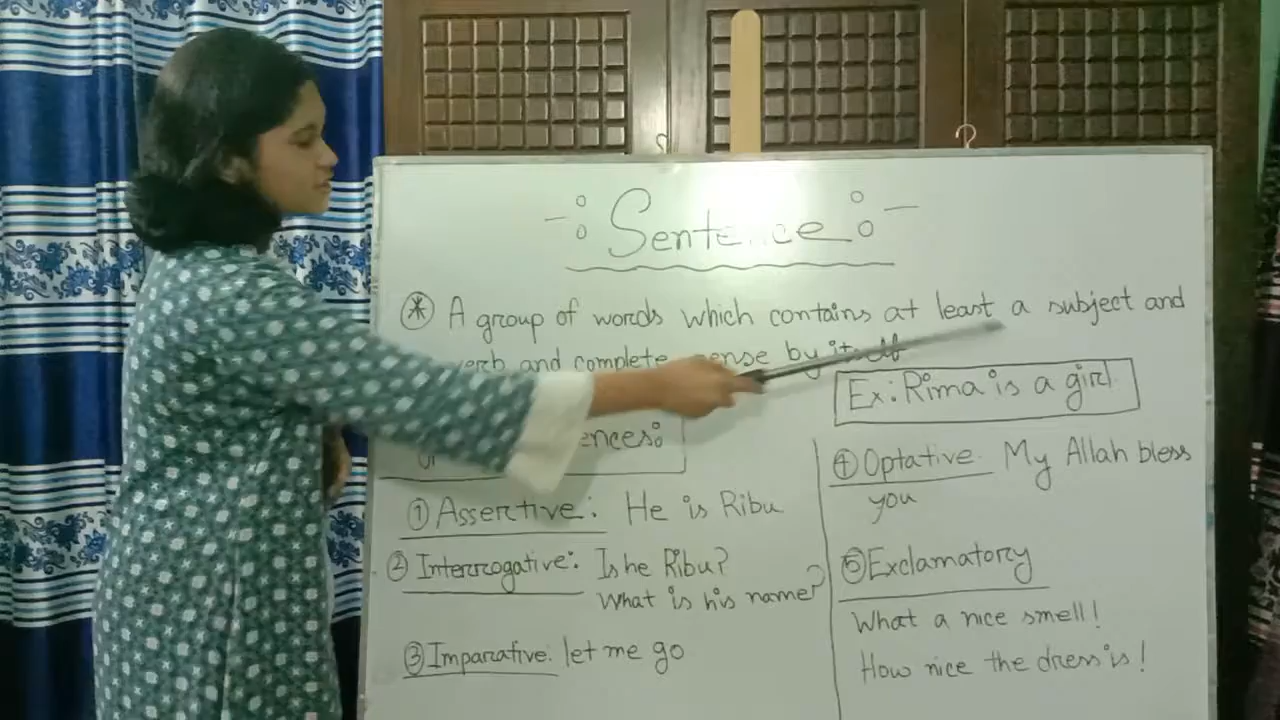 -: Sentence :-
* A group of words which contains at least a subject and
verb and complete sense by itself
Ex: Rima is a girl.
① Assertive: He is Ribu
② Interrogative: Is he Ribu?
What is his name?
③ Imparative: let me go
④ Optative My Allah bless
you
⑤ Exclamatory
What a nice smell!
How nice the dress is!